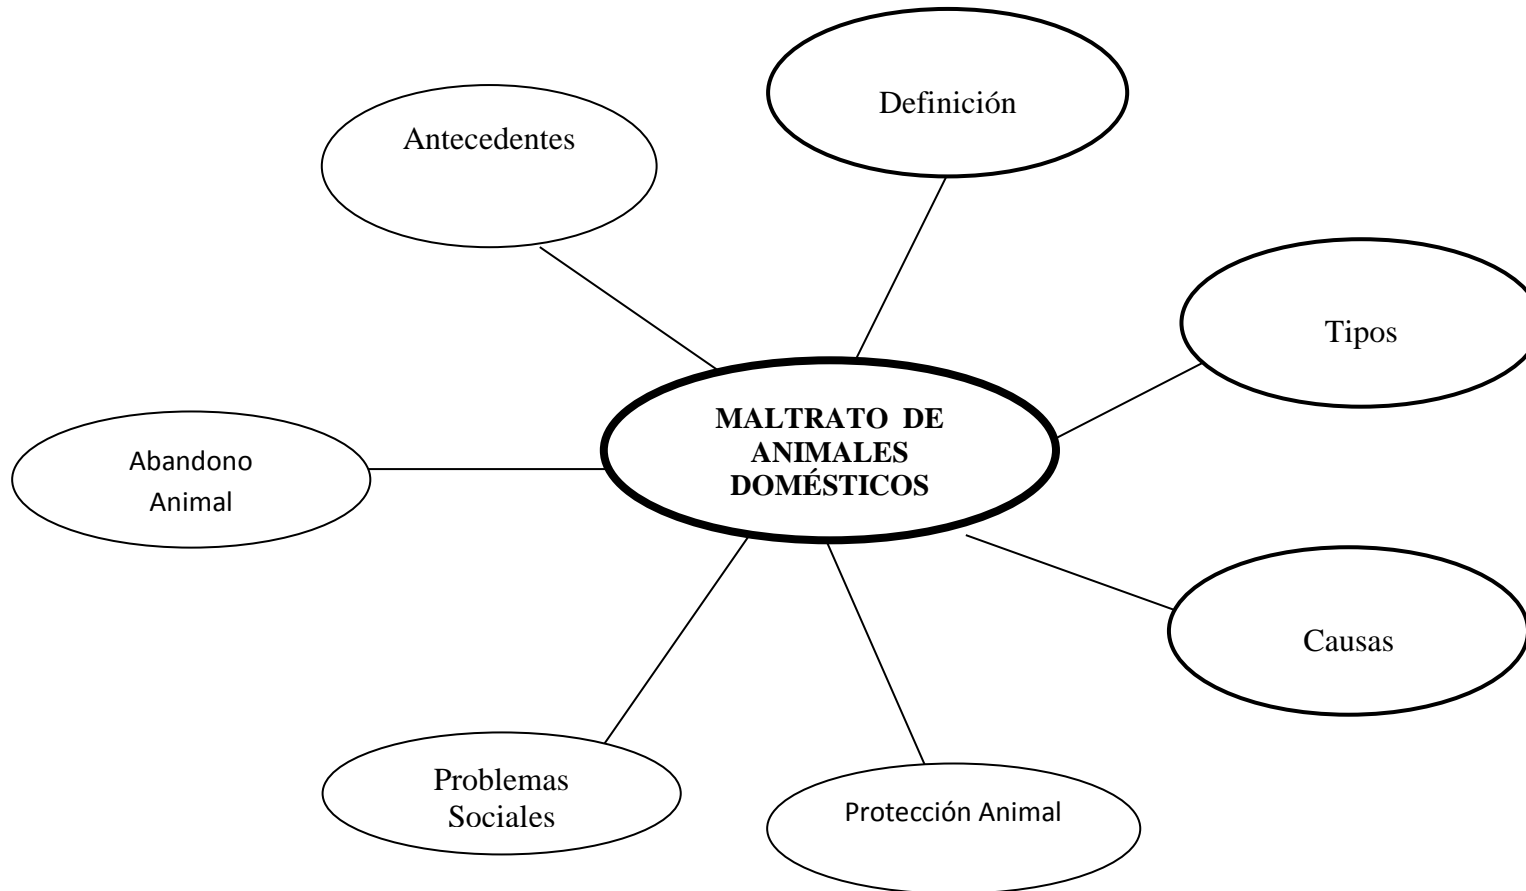 Definición
Antecedentes
Tipos
MALTRATO DE
ANIMALES
DOMÉSTICOS
Abandono
Animal
Causas
Problemas
Sociales
Protección Animal